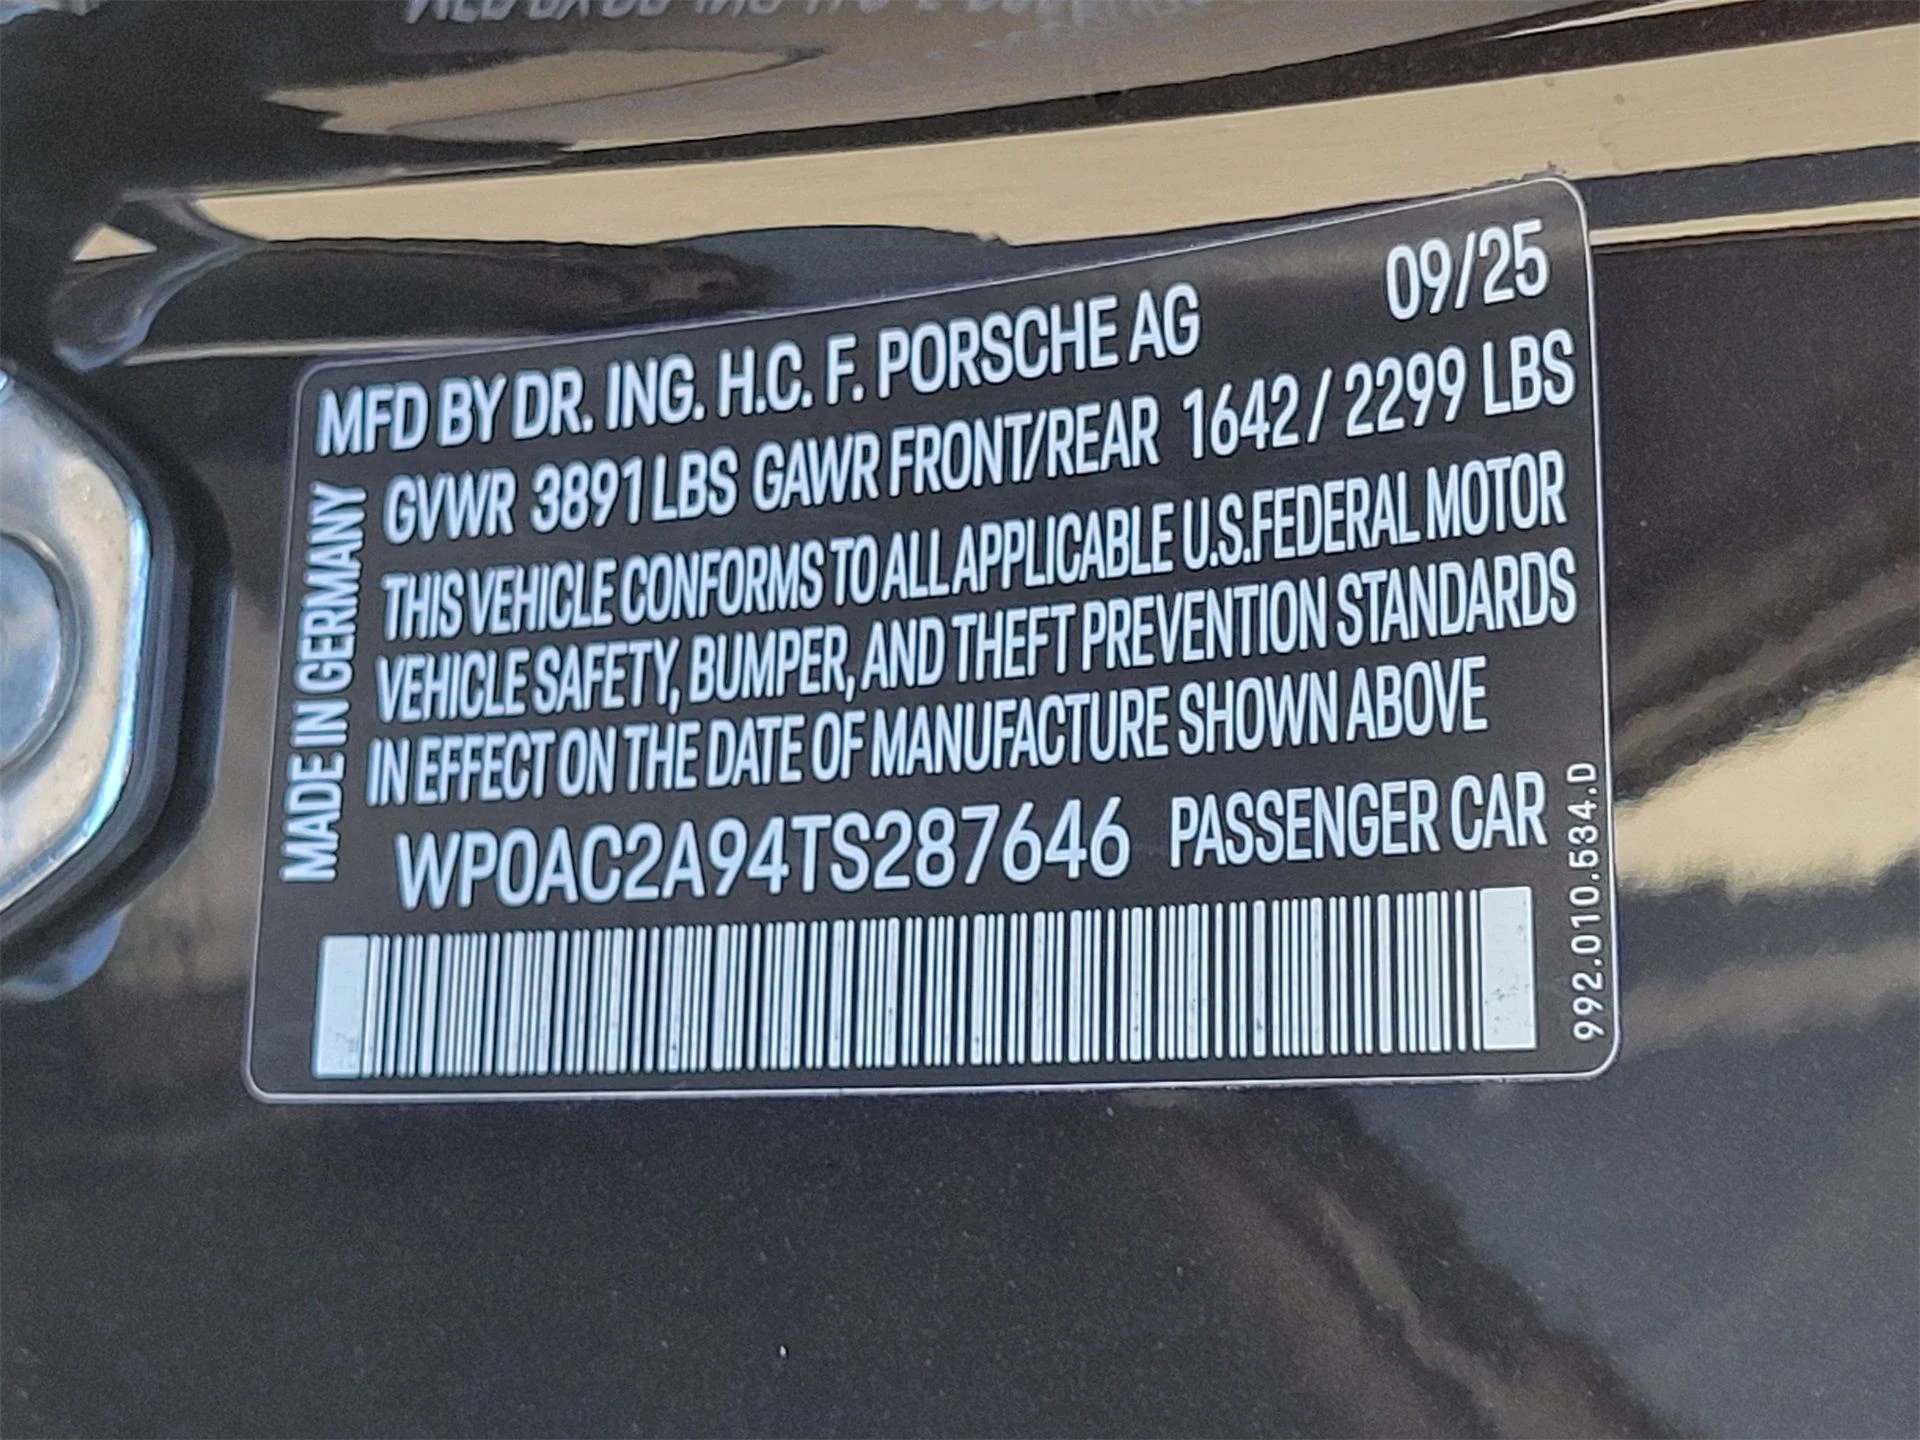 MFD BY DR. ING. H.C. F. PORSCHE AG 09/25
GVWR 3891 LBS GAWR FRONT/REAR 1642 / 2299 LBS
THIS VEHICLE CONFORMS TO ALL APPLICABLE U.S.FEDERAL MOTOR
VEHICLE SAFETY, BUMPER, AND THEFT PREVENTION STANDARDS
IN EFFECT ON THE DATE OF MANUFACTURE SHOWN ABOVE
WP0AC2A94TS287646 PASSENGER CAR
MADE IN GERMANY
992.010.534.D